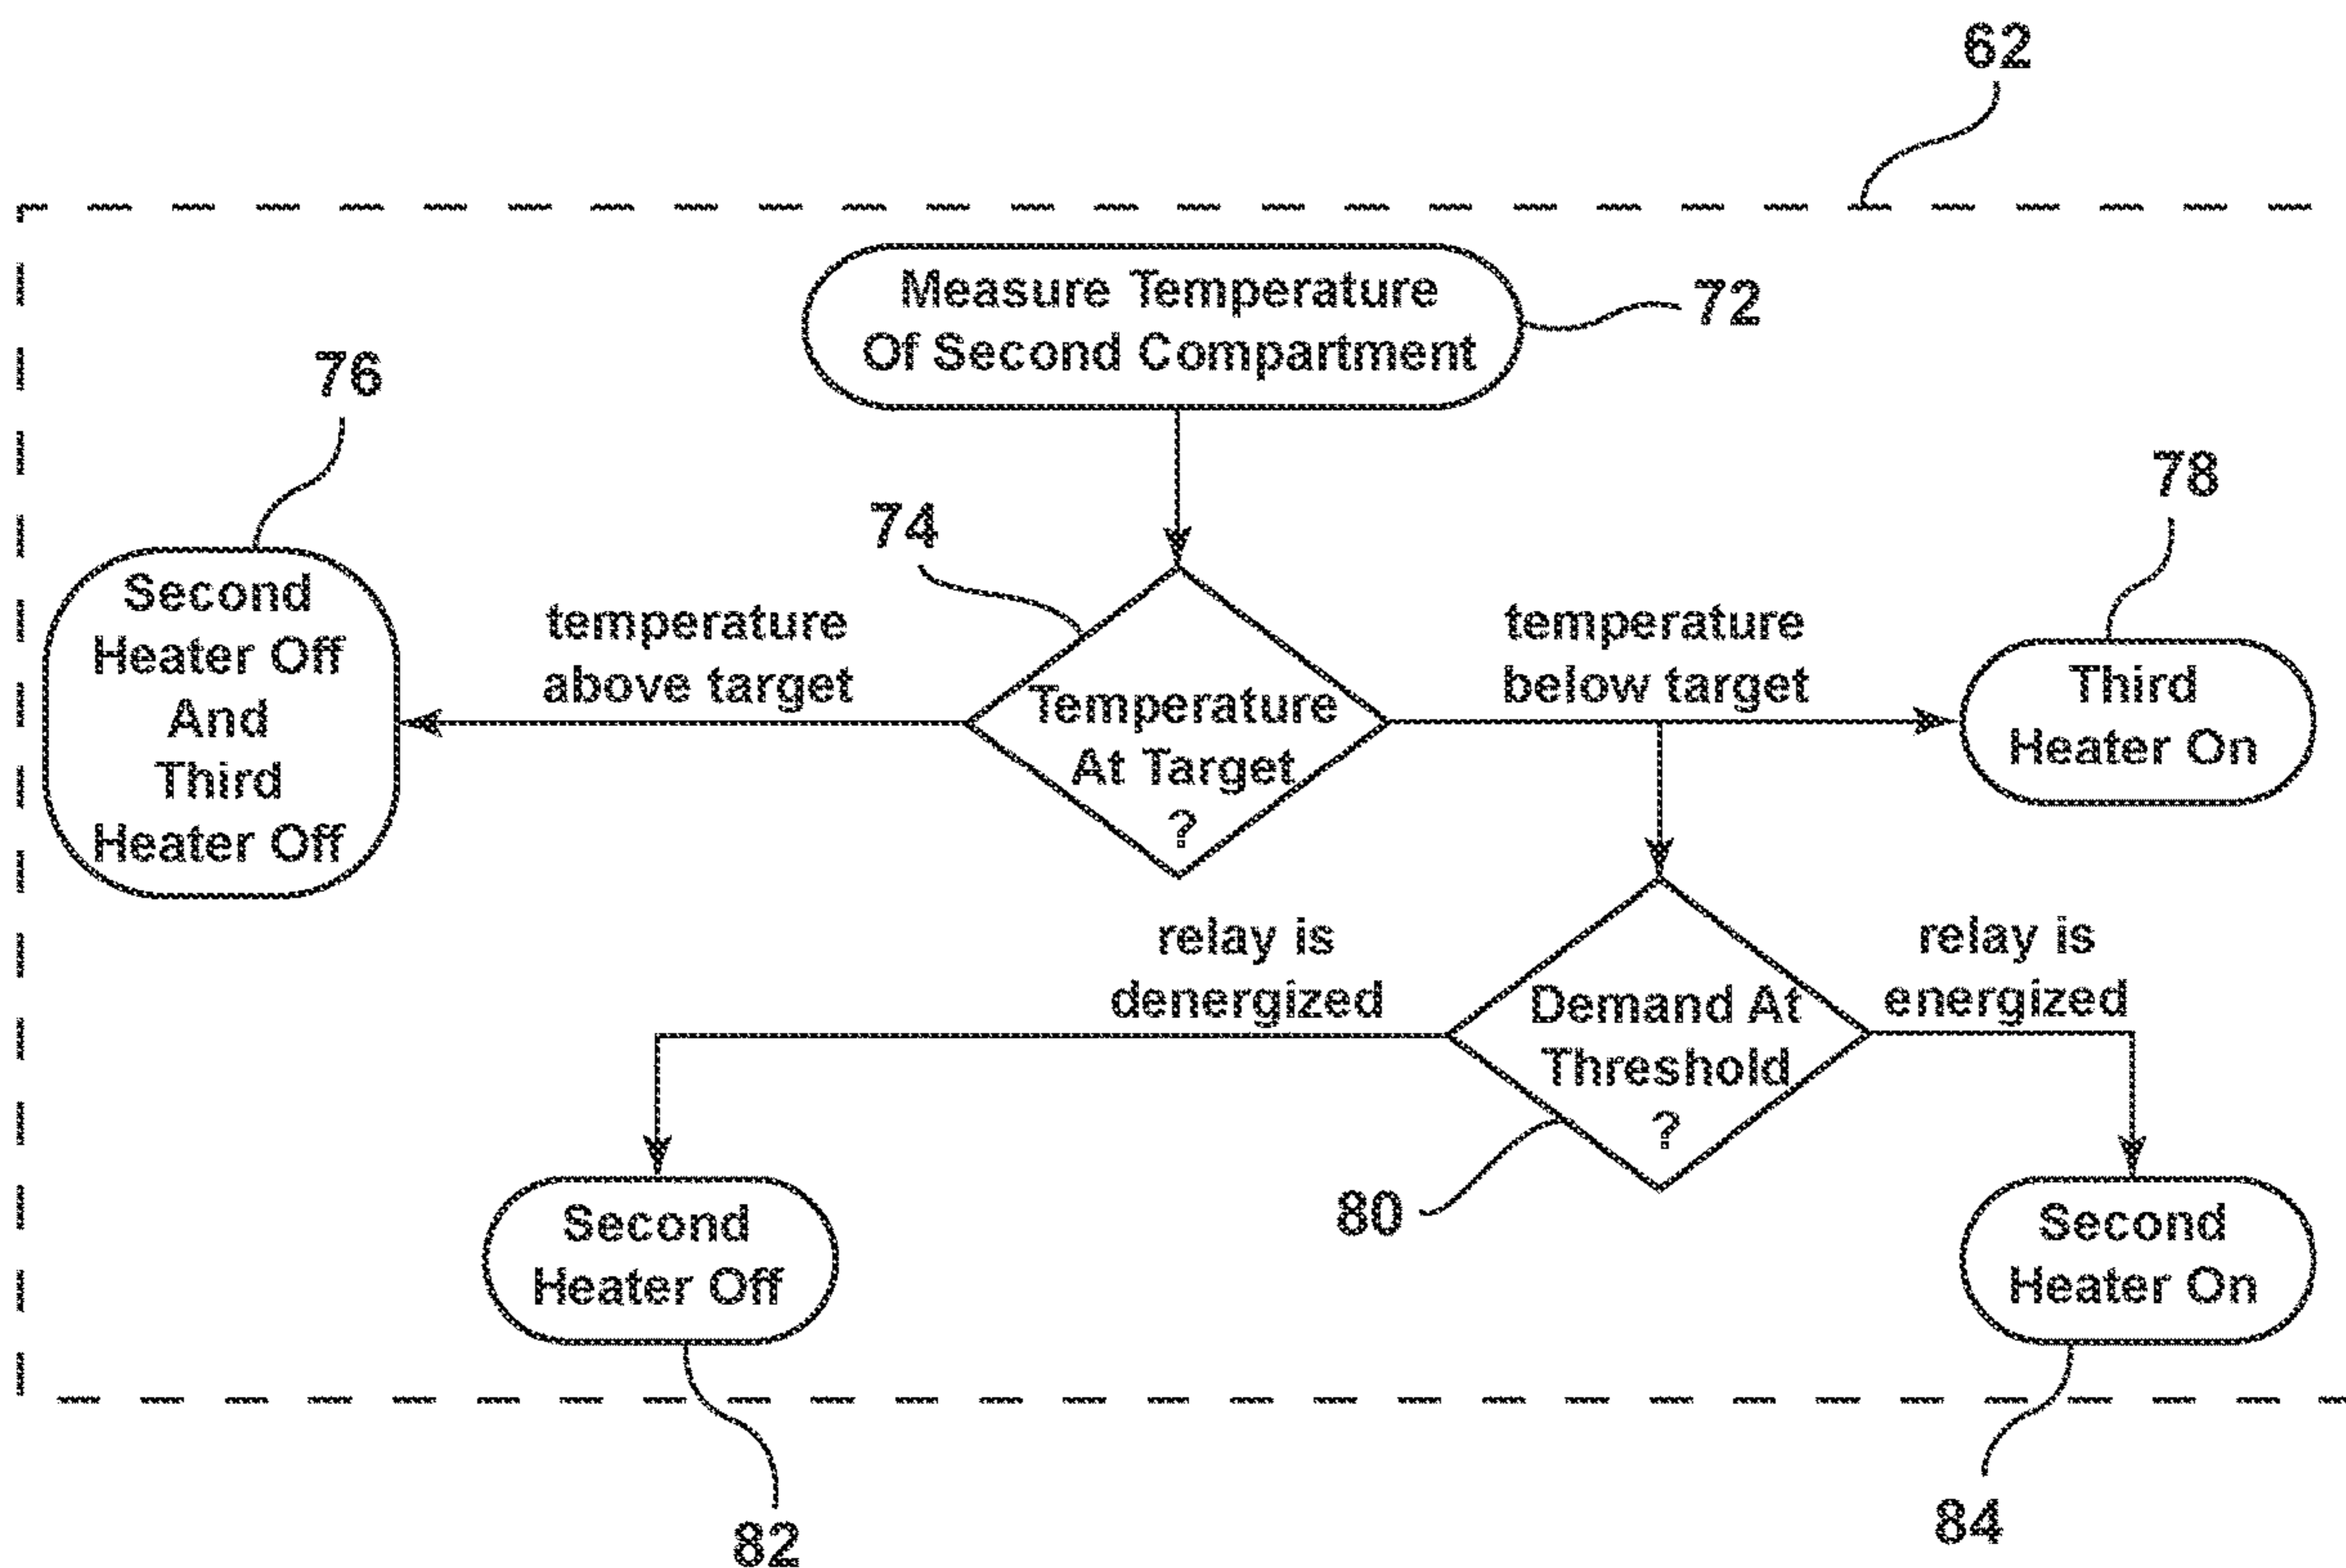 62
Measure Temperature
Of Second Compartment
72
76
78
74
Second
Heater Off
And
Third
Heater Off
temperature
above target
Temperature
At Target
?
temperature
below target
Third
Heater On
relay is
denergized
Demand At
Threshold
?
relay is
energized
80
Second
Heater Off
Second
Heater On
82
84